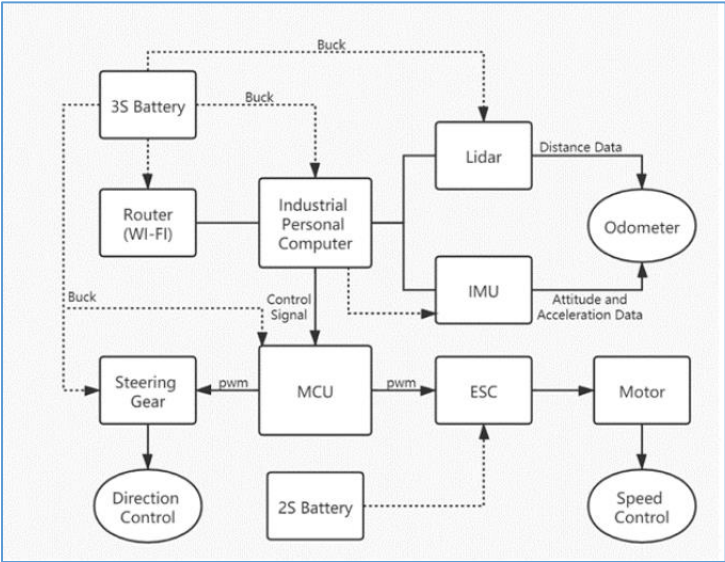 Buck
3S Battery
Buck
Lidar
Distance Data
Router
(WI-FI)
Industrial
Personal
Computer
Odometer
IMU
Buck
Control
Signal
Attitude and
Acceleration Data
Steering
Gear
pwm
MCU
pwm
ESC
Motor
Direction
Control
2S Battery
Speed
Control